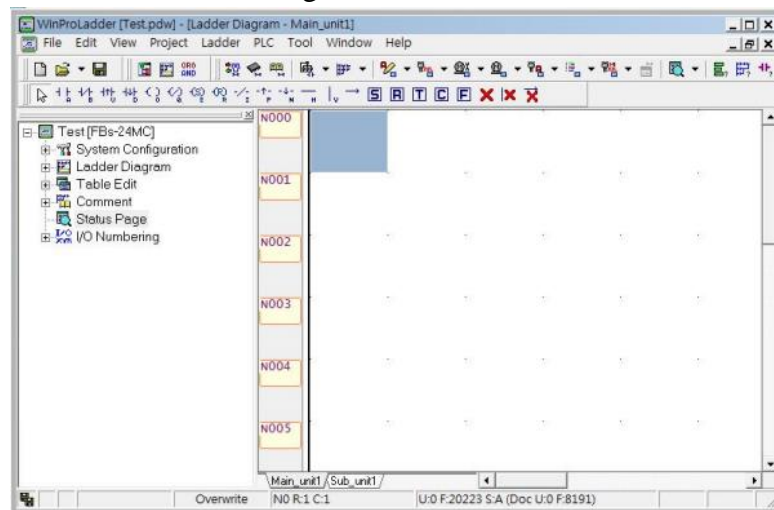 WinProLadder [Test.pdw] - [Ladder Diagram - Main_unit1]
File Edit View Project Ladder PLC Tool Window Help
S R T C F
Test[FBs-24MC]
System Configuration
Ladder Diagram
Table Edit
Comment
Status Page
I/O Numbering
N000
N001
N002
N003
N004
N005
Main_unit1 Sub_unit1
Overwrite N0 R:1 C:1 U:0 F:20223 S:A (Doc U:0 F:8191)